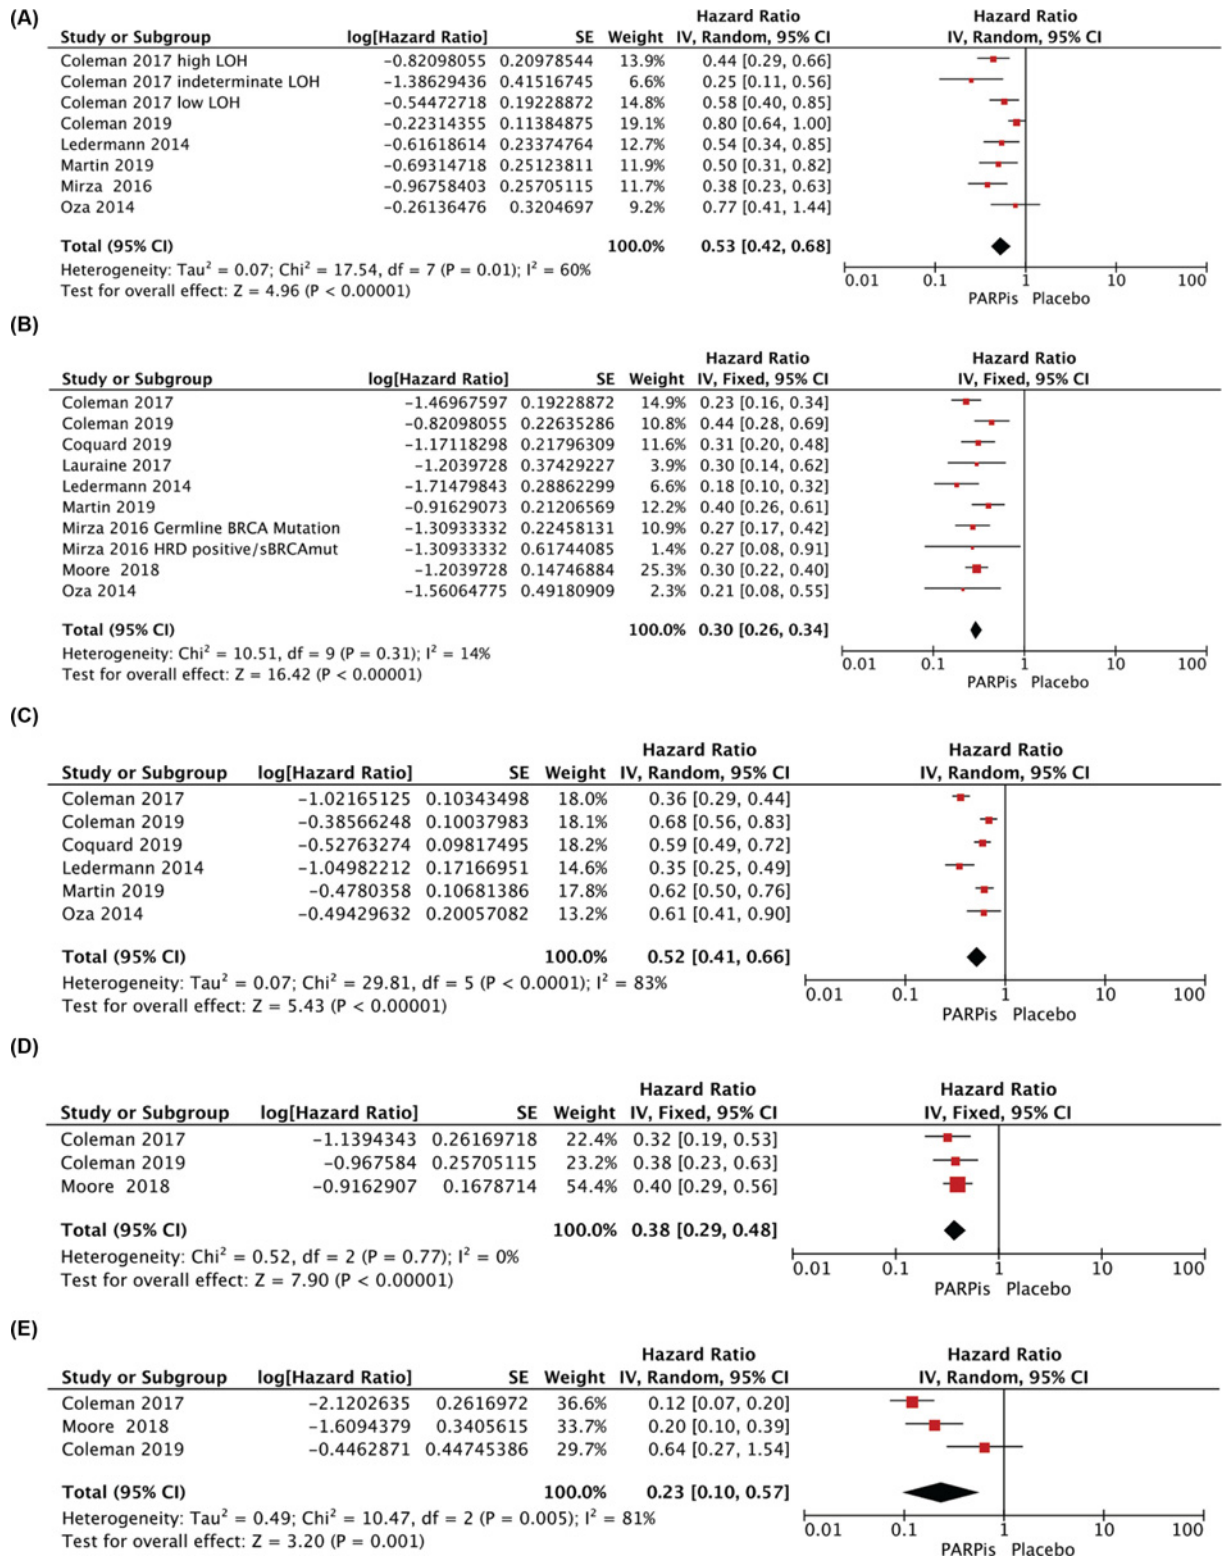 (A)
Hazard Ratio Hazard Ratio
Study or Subgroup log[Hazard Ratio] SE Weight IV, Random, 95% CI IV, Random, 95% CI
Coleman 2017 high LOH −0.82098055 0.20978544 13.9% 0.44 [0.29, 0.66]
Coleman 2017 indeterminate LOH −1.38629436 0.41516745 6.6% 0.25 [0.11, 0.56]
Coleman 2017 low LOH −0.54472718 0.19228872 14.8% 0.58 [0.40, 0.85]
Coleman 2019 −0.22314355 0.11384875 19.1% 0.80 [0.64, 1.00]
Ledermann 2014 −0.61618614 0.23374764 12.7% 0.54 [0.34, 0.85]
Martin 2019 −0.69314718 0.25123811 11.9% 0.50 [0.31, 0.82]
Mirza 2016 −0.96758403 0.25705115 11.7% 0.38 [0.23, 0.63]
Oza 2014 −0.26136476 0.3204697 9.2% 0.77 [0.41, 1.44]
Total (95% CI) 100.0% 0.53 [0.42, 0.68]
Heterogeneity: Tau² = 0.07; Chi² = 17.54, df = 7 (P = 0.01); I² = 60%
Test for overall effect: Z = 4.96 (P < 0.00001)
0.01 0.1 1 10 100
PARPis Placebo
(B)
Hazard Ratio Hazard Ratio
Study or Subgroup log[Hazard Ratio] SE Weight IV, Fixed, 95% CI IV, Fixed, 95% CI
Coleman 2017 −1.46967597 0.19228872 14.9% 0.23 [0.16, 0.34]
Coleman 2019 −0.82098055 0.22635286 10.8% 0.44 [0.28, 0.69]
Coquard 2019 −1.17118298 0.21796309 11.6% 0.31 [0.20, 0.48]
Lauraine 2017 −1.2039728 0.37429227 3.9% 0.30 [0.14, 0.62]
Ledermann 2014 −1.71479843 0.28862299 6.6% 0.18 [0.10, 0.32]
Martin 2019 −0.91629073 0.21206569 12.2% 0.40 [0.26, 0.61]
Mirza 2016 Germline BRCA Mutation −1.30933332 0.22458131 10.9% 0.27 [0.17, 0.42]
Mirza 2016 HRD positive/sBRCAmut −1.30933332 0.61744085 1.4% 0.27 [0.08, 0.91]
Moore 2018 −1.2039728 0.14746884 25.3% 0.30 [0.22, 0.40]
Oza 2014 −1.56064775 0.49180909 2.3% 0.21 [0.08, 0.55]
Total (95% CI) 100.0% 0.30 [0.26, 0.34]
Heterogeneity: Chi² = 10.51, df = 9 (P = 0.31); I² = 14%
Test for overall effect: Z = 16.42 (P < 0.00001)
0.01 0.1 1 10 100
PARPis Placebo
(C)
Hazard Ratio Hazard Ratio
Study or Subgroup log[Hazard Ratio] SE Weight IV, Random, 95% CI IV, Random, 95% CI
Coleman 2017 −1.02165125 0.10343498 18.0% 0.36 [0.29, 0.44]
Coleman 2019 −0.38566248 0.10037983 18.1% 0.68 [0.56, 0.83]
Coquard 2019 −0.52763274 0.09817495 18.2% 0.59 [0.49, 0.72]
Ledermann 2014 −1.04982212 0.17166951 14.6% 0.35 [0.25, 0.49]
Martin 2019 −0.4780358 0.10681386 17.8% 0.62 [0.50, 0.76]
Oza 2014 −0.49429632 0.20057082 13.2% 0.61 [0.41, 0.90]
Total (95% CI) 100.0% 0.52 [0.41, 0.66]
Heterogeneity: Tau² = 0.07; Chi² = 29.81, df = 5 (P < 0.0001); I² = 83%
Test for overall effect: Z = 5.43 (P < 0.00001)
0.01 0.1 1 10 100
PARPis Placebo
(D)
Hazard Ratio Hazard Ratio
Study or Subgroup log[Hazard Ratio] SE Weight IV, Fixed, 95% CI IV, Fixed, 95% CI
Coleman 2017 −1.1394343 0.26169718 22.4% 0.32 [0.19, 0.53]
Coleman 2019 −0.967584 0.25705115 23.2% 0.38 [0.23, 0.63]
Moore 2018 −0.9162907 0.1678714 54.4% 0.40 [0.29, 0.56]
Total (95% CI) 100.0% 0.38 [0.29, 0.48]
Heterogeneity: Chi² = 0.52, df = 2 (P = 0.77); I² = 0%
Test for overall effect: Z = 7.90 (P < 0.00001)
0.01 0.1 1 10 100
PARPis Placebo
(E)
Hazard Ratio Hazard Ratio
Study or Subgroup log[Hazard Ratio] SE Weight IV, Random, 95% CI IV, Random, 95% CI
Coleman 2017 −2.1202635 0.2616972 36.6% 0.12 [0.07, 0.20]
Moore 2018 −1.6094379 0.3405615 33.7% 0.20 [0.10, 0.39]
Coleman 2019 −0.4462871 0.44745386 29.7% 0.64 [0.27, 1.54]
Total (95% CI) 100.0% 0.23 [0.10, 0.57]
Heterogeneity: Tau² = 0.49; Chi² = 10.47, df = 2 (P = 0.005); I² = 81%
Test for overall effect: Z = 3.20 (P = 0.001)
0.01 0.1 1 10 100
PARPis Placebo